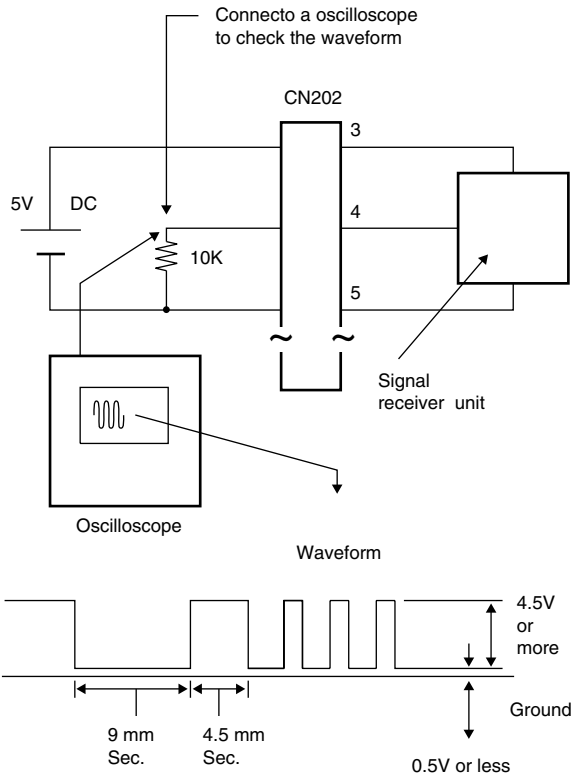 Connecto a oscilloscope
to check the waveform
CN202
3
5V DC
4
10K
5
Signal
receiver unit
Oscilloscope
Waveform
4.5V
or
more
Ground
9 mm
Sec.
4.5 mm
Sec.
0.5V or less